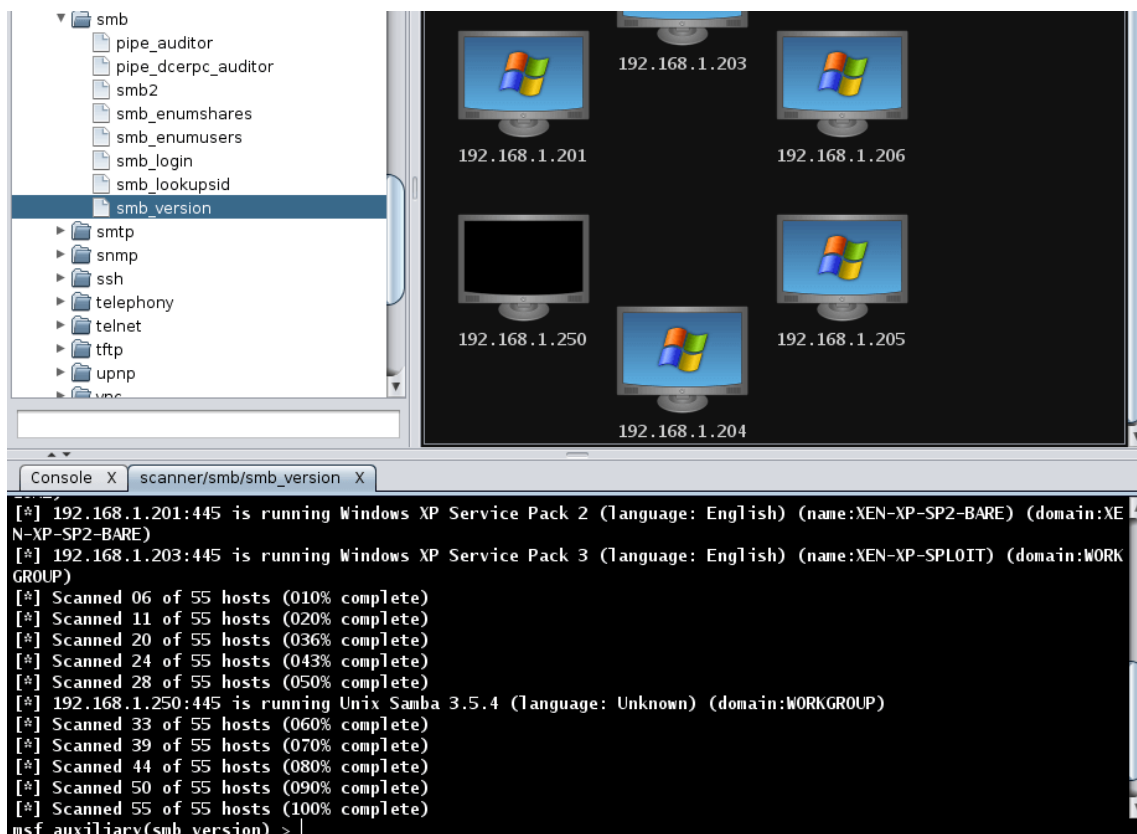 smb
pipe_auditor
pipe_dcerpc_auditor
smb2
smb_enumshares
smb_enumusers
smb_login
smb_lookupsid
smb_version
smtp
snmp
ssh
telephony
telnet
tftp
upnp
192.168.1.203
192.168.1.201
192.168.1.206
192.168.1.250
192.168.1.205
192.168.1.204
Console X
scanner/smb/smb_version X
[*] 192.168.1.201:445 is running Windows XP Service Pack 2 (language: English) (name:XEN-XP-SP2-BARE) (domain:XE
N-XP-SP2-BARE)
[*] 192.168.1.203:445 is running Windows XP Service Pack 3 (language: English) (name:XEN-XP-SPLOIT) (domain:WORK
GROUP)
[*] Scanned 06 of 55 hosts (010% complete)
[*] Scanned 11 of 55 hosts (020% complete)
[*] Scanned 20 of 55 hosts (036% complete)
[*] Scanned 24 of 55 hosts (043% complete)
[*] Scanned 28 of 55 hosts (050% complete)
[*] 192.168.1.250:445 is running Unix Samba 3.5.4 (language: Unknown) (domain:WORKGROUP)
[*] Scanned 33 of 55 hosts (060% complete)
[*] Scanned 39 of 55 hosts (070% complete)
[*] Scanned 44 of 55 hosts (080% complete)
[*] Scanned 50 of 55 hosts (090% complete)
[*] Scanned 55 of 55 hosts (100% complete)
msf auxiliary(smb_version) >